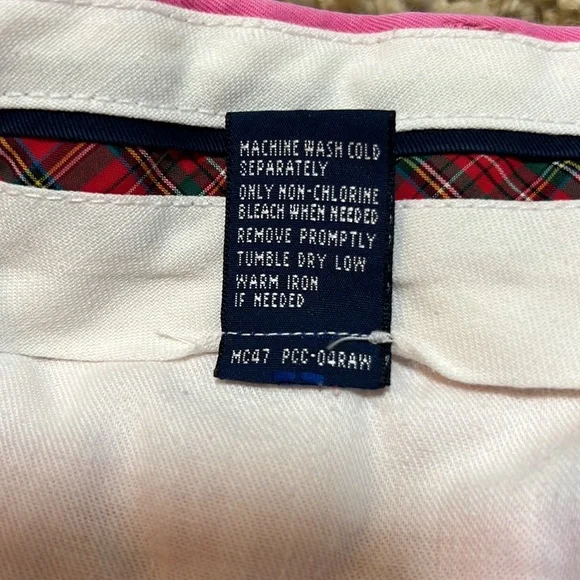 MACHINE WASH COLD
SEPARATELY
ONLY NON-CHLORINE
BLEACH WHEN NEEDED
REMOVE PROMPTLY
TUMBLE DRY LOW
WARM IRON
IF NEEDED
MC47 PCC-04RAW